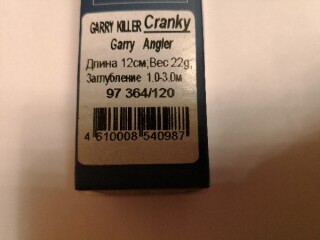 GARRY KILLER Cranky
Garry Angler
Длина 12см;Вес 22g;
Заглубление 1.0-3.0м
97 364/120
4 610008 540987